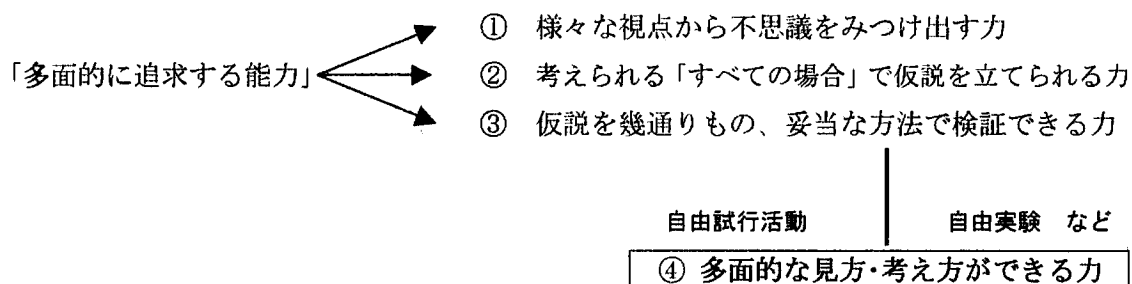 ① 様々な視点から不思議をみつけ出す力
「多面的に追求する能力」 ② 考えられる「すべての場合」で仮説を立てられる力
③ 仮説を幾通りもの、妥当な方法で検証できる力
自由試行活動 自由実験 など
④ 多面的な見方・考え方ができる力